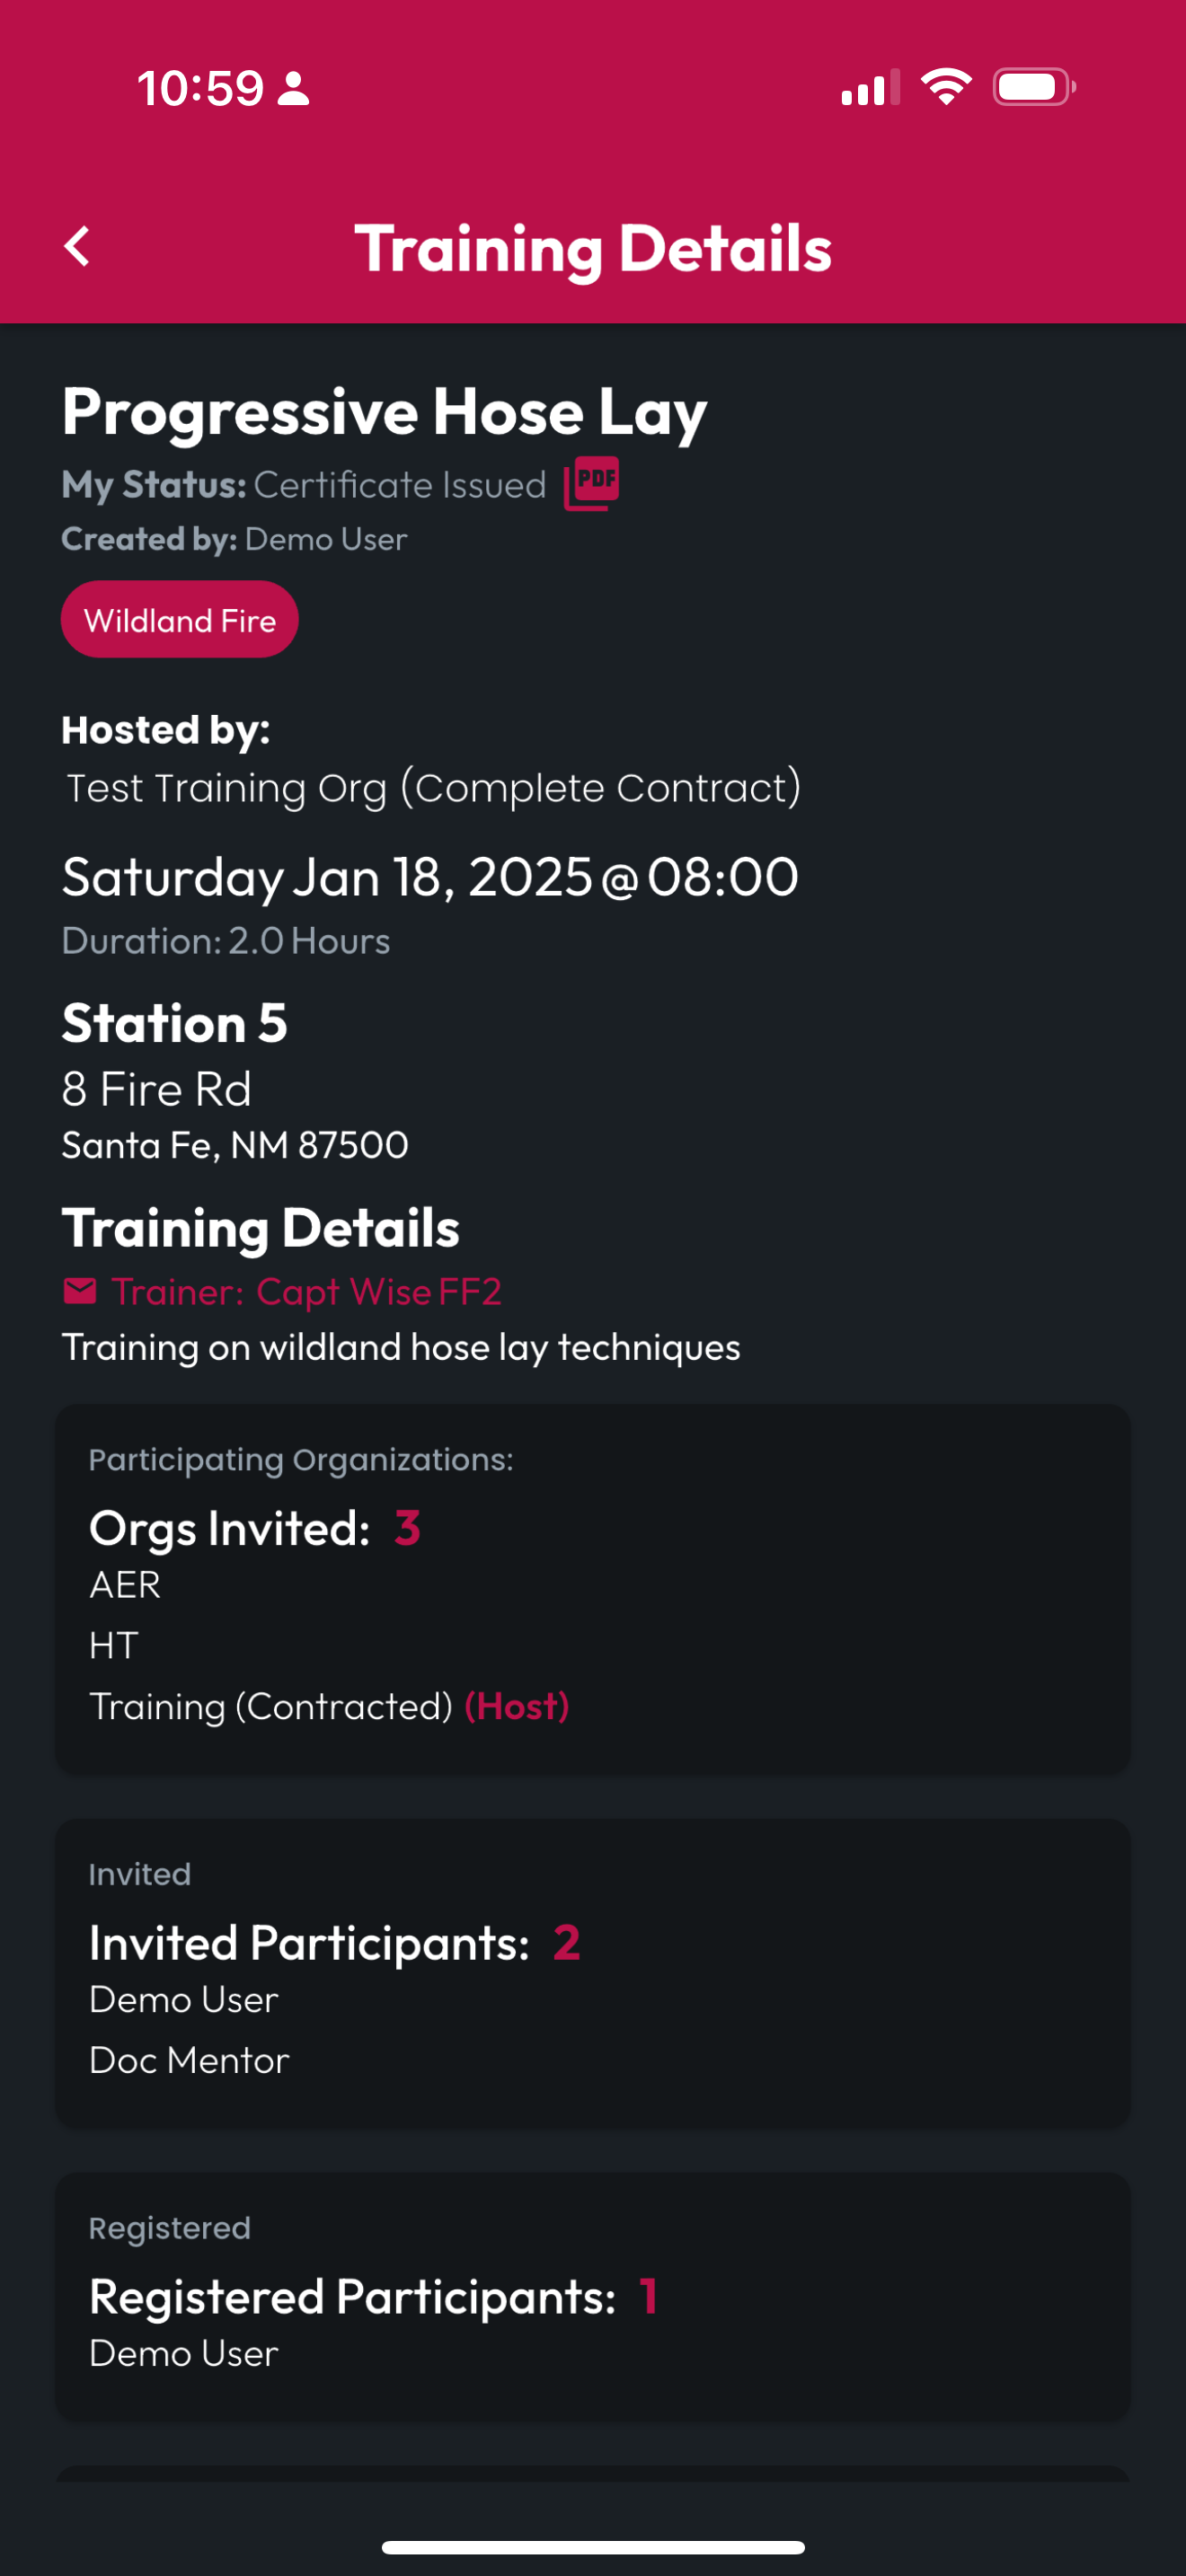 10:59
Training Details
Progressive Hose Lay
My Status: Certificate Issued PDF
Created by: Demo User
Wildland Fire
Hosted by:
Test Training Org (Complete Contract)
Saturday Jan 18, 2025 @ 08:00
Duration: 2.0 Hours
Station 5
8 Fire Rd
Santa Fe, NM 87500
Training Details
Trainer: Capt Wise FF2
Training on wildland hose lay techniques
Participating Organizations:
Orgs Invited: 3
AER
HT
Training (Contracted) (Host)
Invited
Invited Participants: 2
Demo User
Doc Mentor
Registered
Registered Participants: 1
Demo User